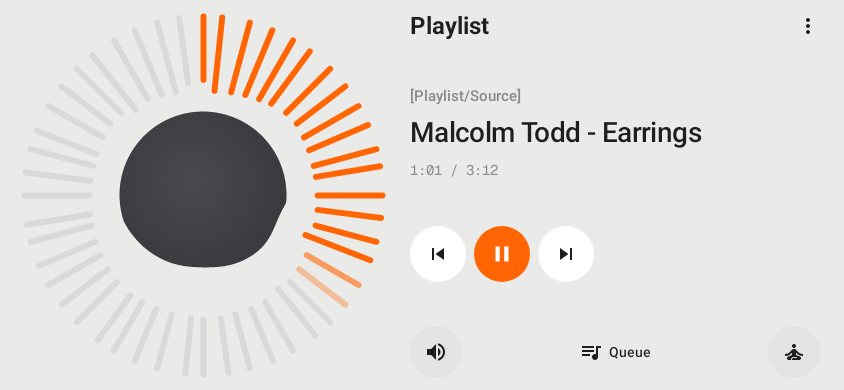 Playlist
[Playlist/Source]
Malcolm Todd - Earrings
1:01 / 3:12
Queue